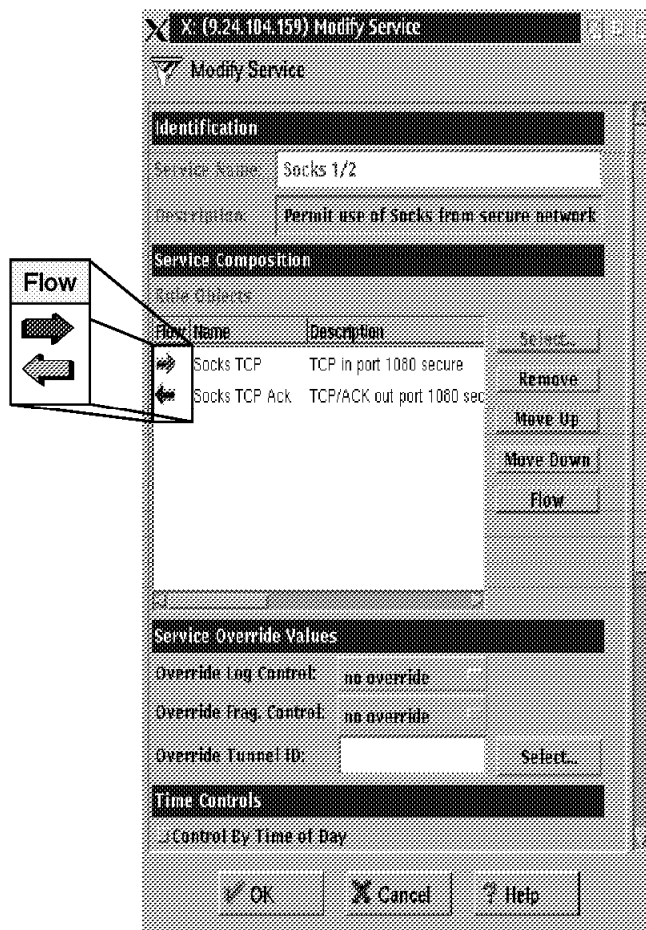 X: (9.24.104.159) Modify Service
Modify Service
Identification
Service Name: Socks 1/2
Description: Permit use of Socks from secure network
Service Composition
Rule Objects
Flow Name Description
Socks TCP TCP in port 1080 secure
Socks TCP Ack TCP/ACK out port 1080 sec
Flow
Select...
Remove
Move Up
Move Down
Flow
Service Override Values
Override Log Control: no override
Override Frag. Control: no override
Override Tunnel ID: Select...
Time Controls
Control By Time of Day
OK Cancel ? Help